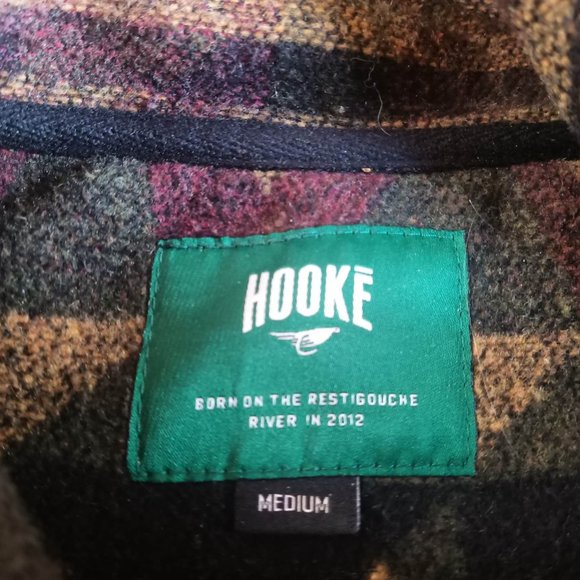 HOOKĒ
BORN ON THE RESTIGOUCHE
RIVER IN 2012
MEDIUM